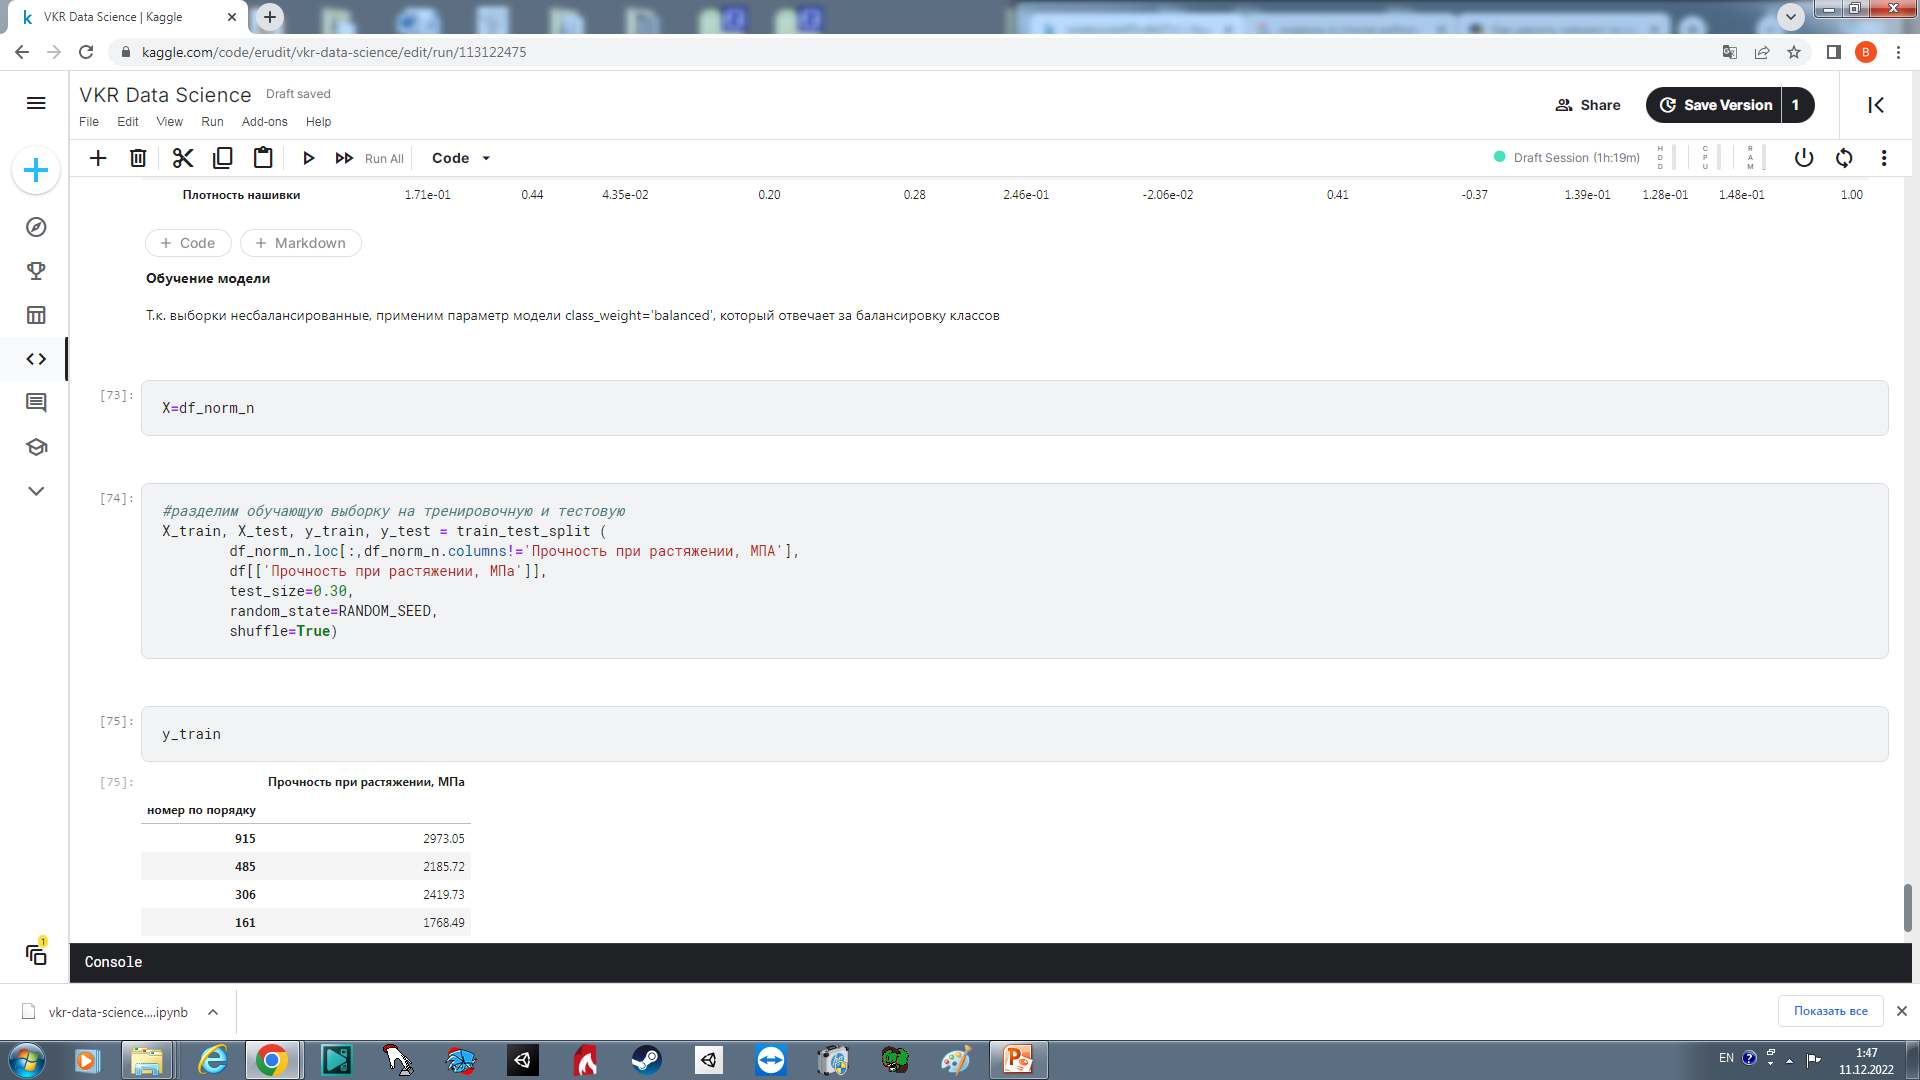 VKR Data Science | Kaggle
kaggle.com/code/erudit/vkr-data-science/edit/run/113122475
B
VKR Data Science Draft saved
File Edit View Run Add-ons Help
Share
Save Version 1
Run All Code
Draft Session (1h:19m)
HDD
CPU
RAM
Плотность нашивки 1.71e-01 0.44 4.35e-02 0.20 0.28 2.46e-01 -2.06e-02 0.41 -0.37 1.39e-01 1.28e-01 1.48e-01 1.00
+ Code + Markdown
Обучение модели
Т.к. выборки несбалансированные, применим параметр модели class_weight='balanced', который отвечает за балансировку классов
[73]:
X=df_norm_n
[74]:
#разделим обучающую выборку на тренировочную и тестовую
X_train, X_test, y_train, y_test = train_test_split (
df_norm_n.loc[:,df_norm_n.columns!='Прочность при растяжении, МПА'],
df[['Прочность при растяжении, МПа']],
test_size=0.30,
random_state=RANDOM_SEED,
shuffle=True)
[75]:
y_train
[75]:
Прочность при растяжении, МПа
номер по порядку
915 2973.05
485 2185.72
306 2419.73
161 1768.49
1
Console
vkr-data-science....ipynb
Показать все
EN
1:47
11.12.2022